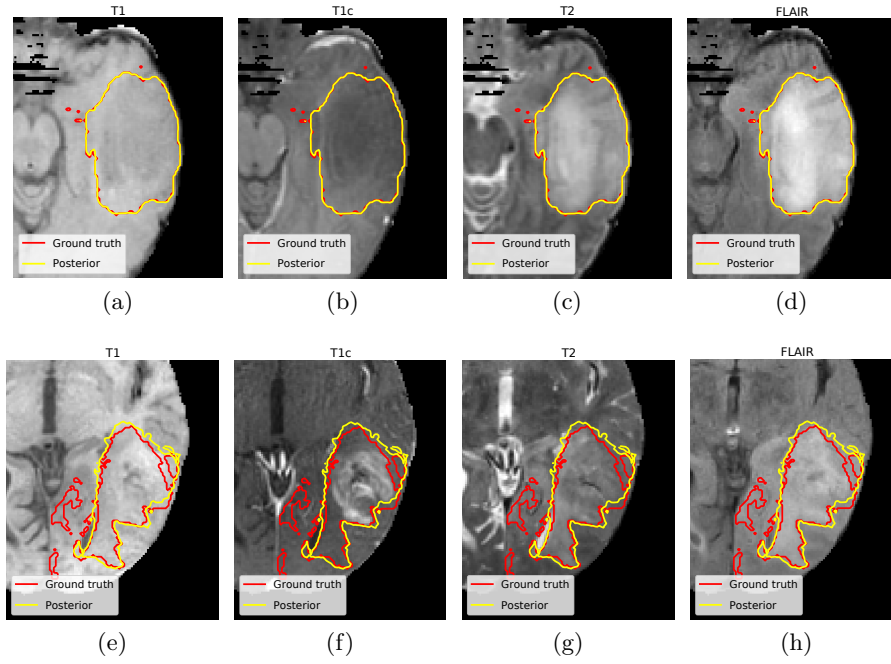 T1
T1c
T2
FLAIR
Ground truth
Posterior
Ground truth
Posterior
Ground truth
Posterior
Ground truth
Posterior
(a)
(b)
(c)
(d)
T1
T1c
T2
FLAIR
Ground truth
Posterior
Ground truth
Posterior
Ground truth
Posterior
Ground truth
Posterior
(e)
(f)
(g)
(h)